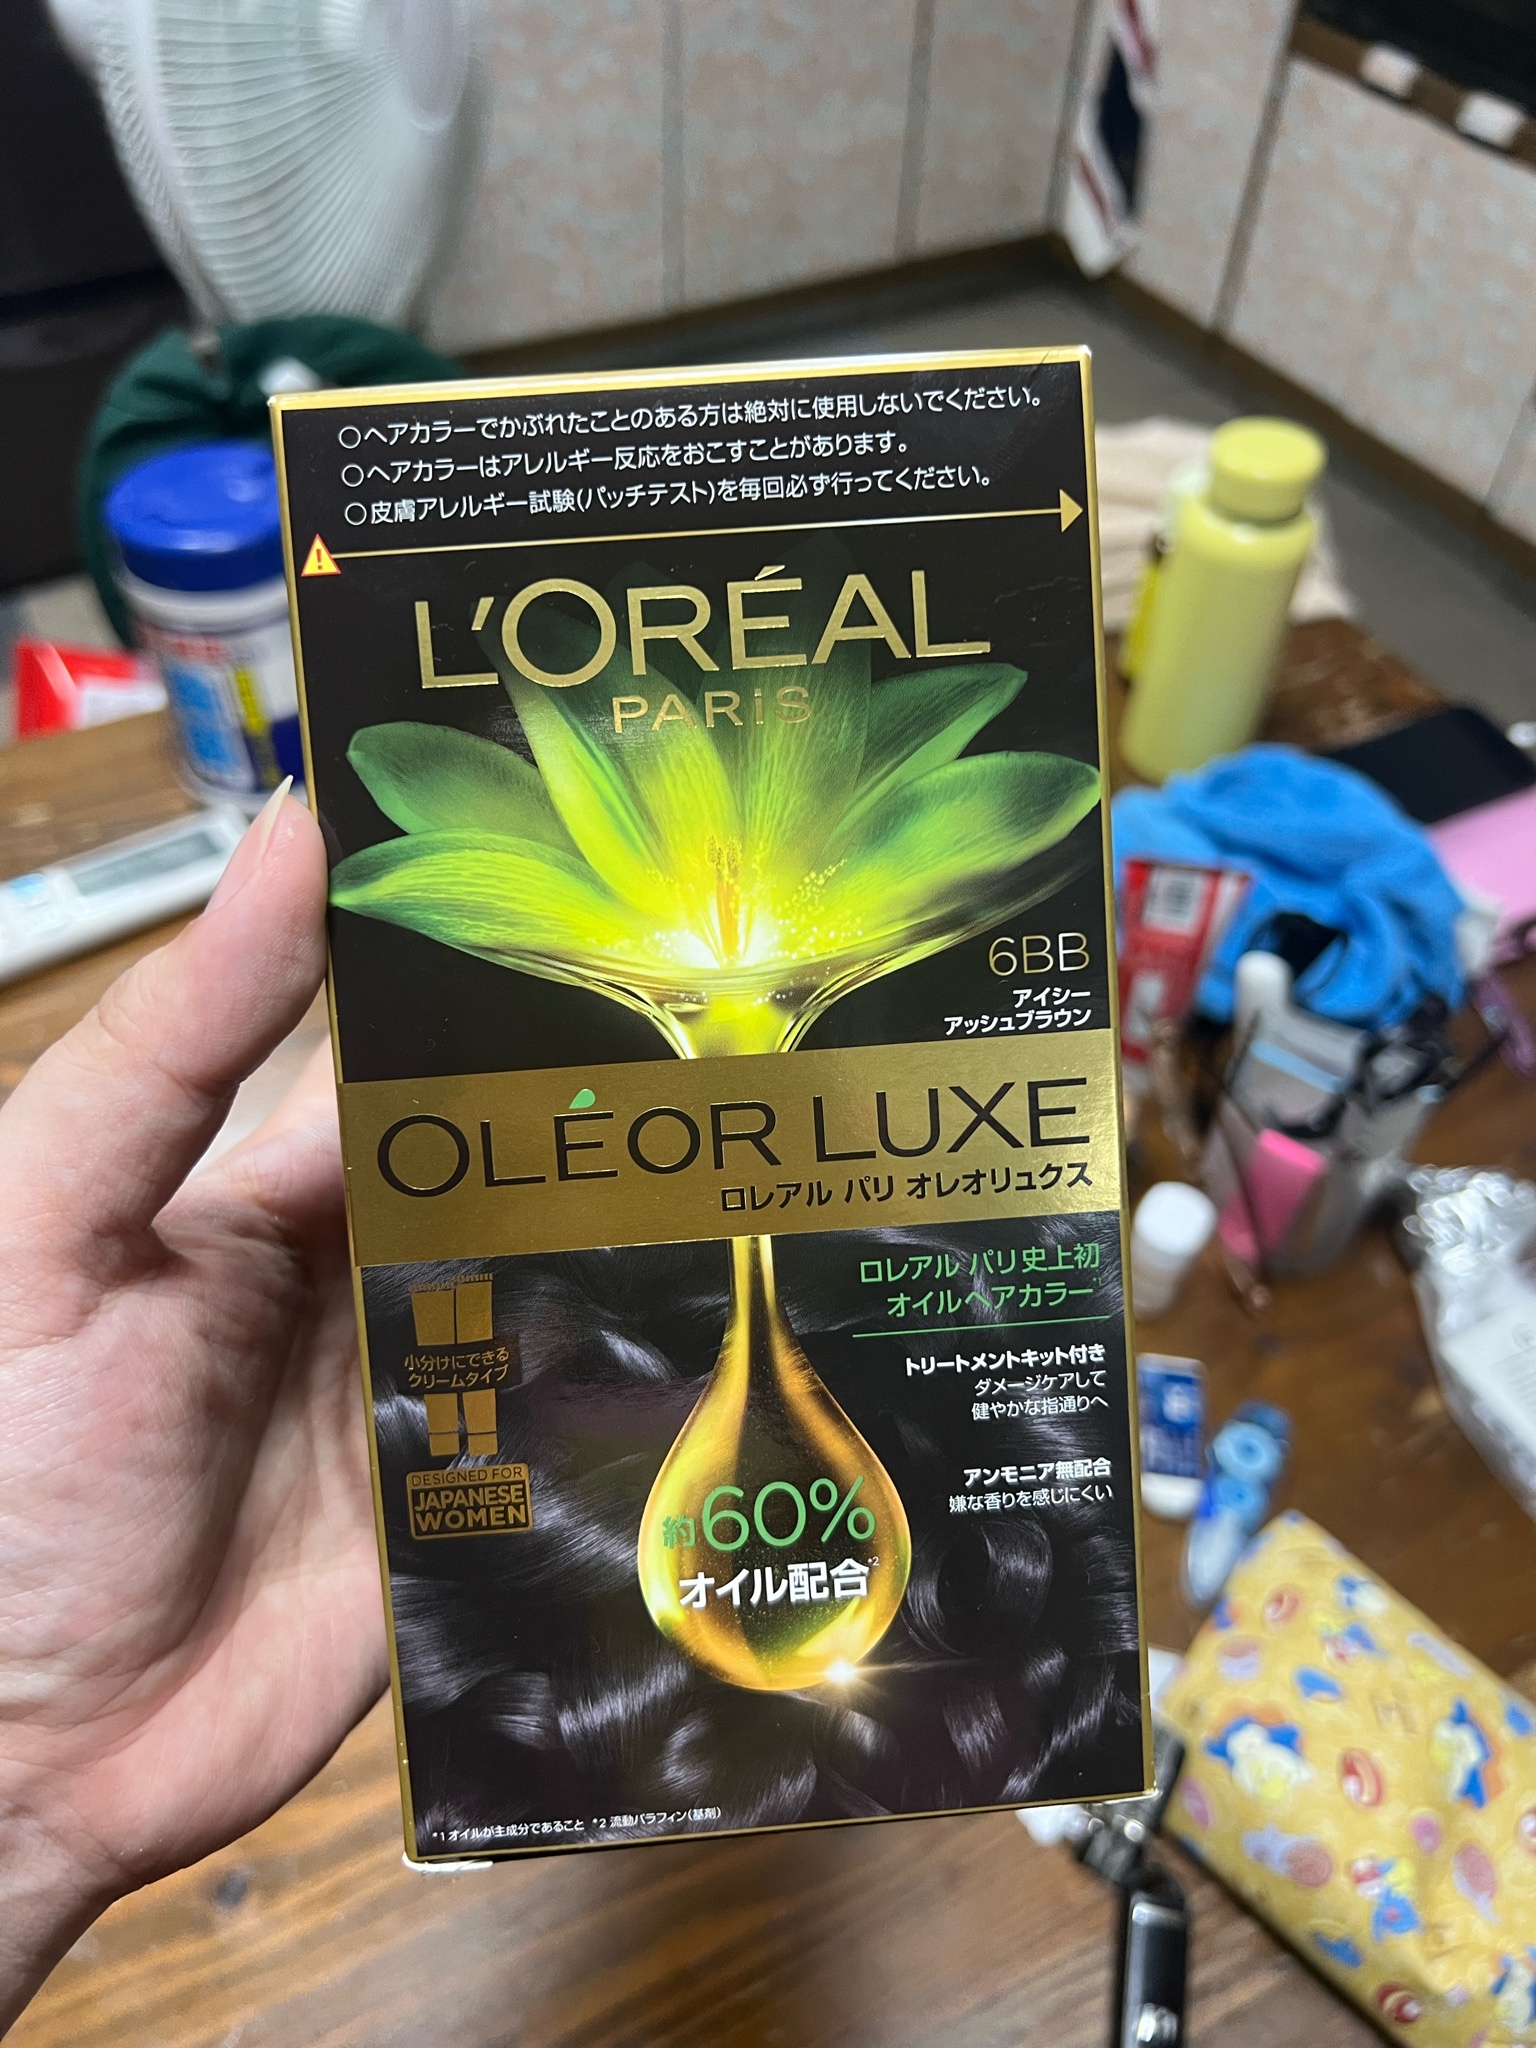 ○ヘアカラーでかぶれたことのある方は絶対に使用しないでください。
○ヘアカラーはアレルギー反応をおこすことがあります。
○皮膚アレルギー試験(パッチテスト)を毎回必ず行ってください。
L'ORÉAL
PARiS
6BB
アイシー
アッシュブラウン
OLÉOR LUXE
ロレアル パリ オレオリュクス
ロレアル パリ史上初
オイルヘアカラー*1
小分けにできる
クリームタイプ
トリートメントキット付き
ダメージケアして
健やかな指通りへ
DESIGNED FOR
JAPANESE
WOMEN
アンモニア無配合
嫌な香りを感じにくい
約60%
オイル配合*2
*1 オイルが主成分であること *2 流動パラフィン(基剤)